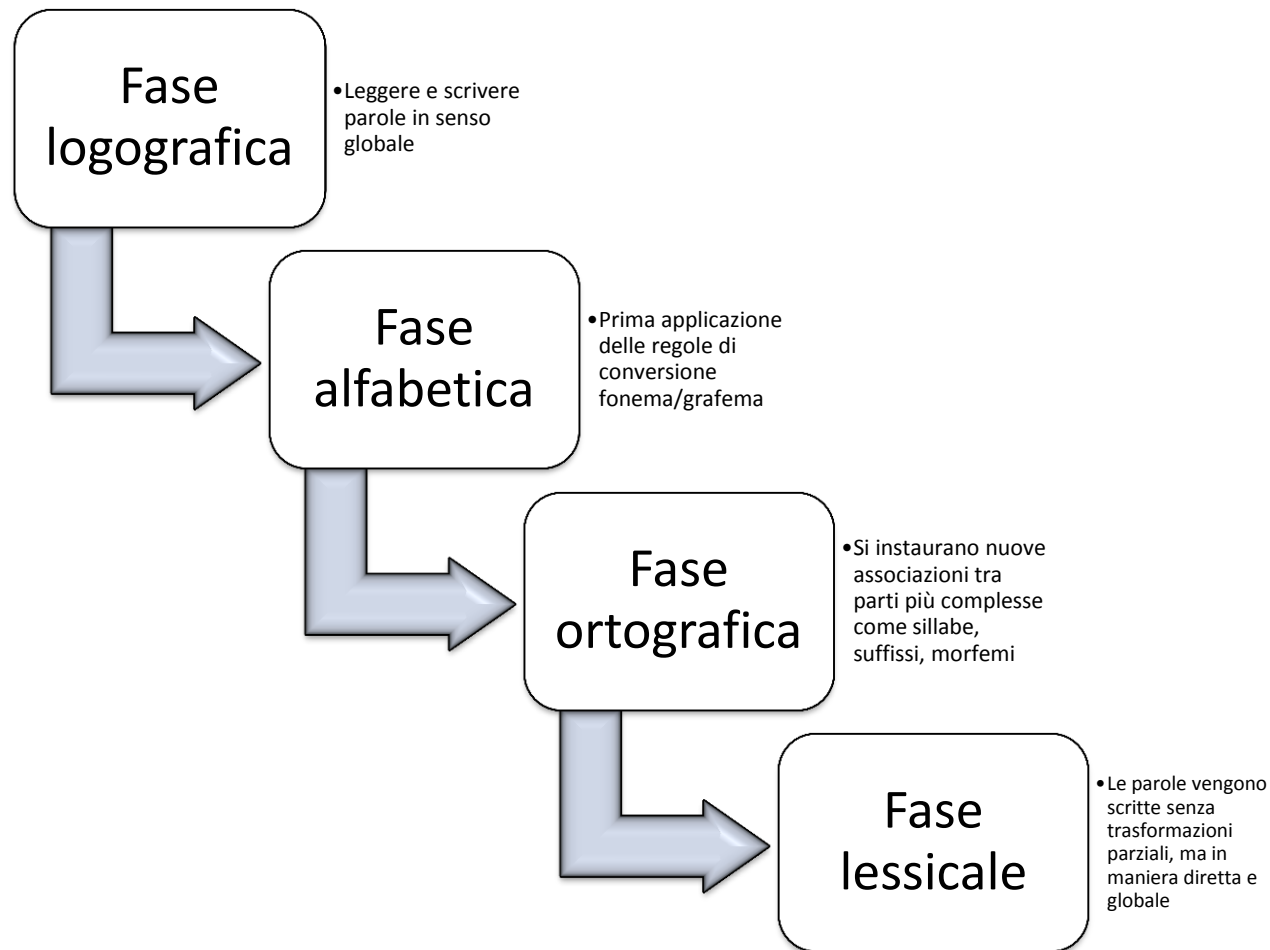 Fase
logografica
•Leggere e scrivere
parole in senso
globale
Fase
alfabetica
•Prima applicazione
delle regole di
conversione
fonema/grafema
Fase
ortografica
•Si instaurano nuove
associazioni tra
parti più complesse
come sillabe,
suffissi, morfemi
Fase
lessicale
•Le parole vengono
scritte senza
trasformazioni
parziali, ma in
maniera diretta e
globale